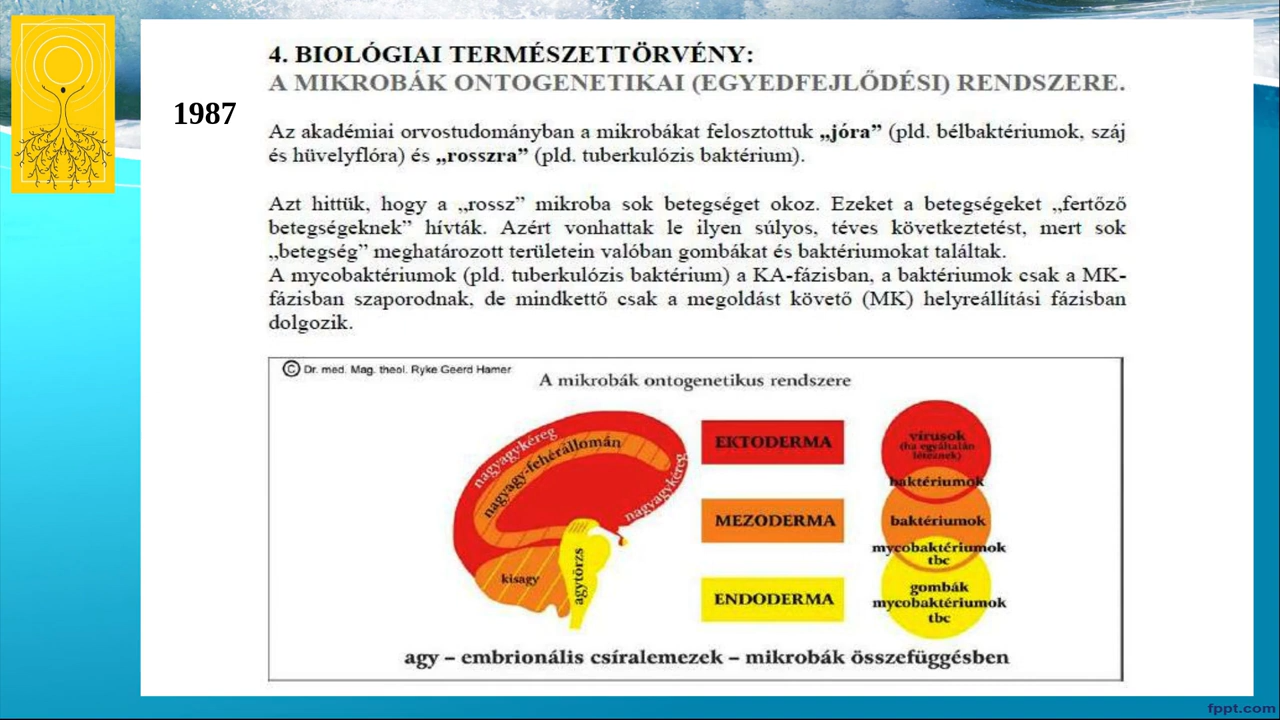 4. BIOLÓGIAI TERMÉSZETTÖRVÉNY:
A MIKROBÁK ONTOGENETIKAI (EGYEDFEJLŐDÉSI) RENDSZERE.
1987
Az akadémiai orvostudományban a mikrobákat felosztottuk „jóra” (pld. bélbaktériumok, száj
és hüvelyflóra) és „rosszra” (pld. tuberkulózis baktérium).
Azt hittük, hogy a „rossz” mikroba sok betegséget okoz. Ezeket a betegségeket „fertőző
betegségeknek” hívták. Azért vonhattak le ilyen súlyos, téves következtetést, mert sok
„betegség” meghatározott területein valóban gombákat és baktériumokat találtak.
A mycobaktériumok (pld. tuberkulózis baktérium) a KA-fázisban, a baktériumok csak a MK-
fázisban szaporodnak, de mindkettő csak a megoldást követő (MK) helyreállítási fázisban
dolgozik.
© Dr. med. Mag. theol. Ryke Geerd Hamer
A mikrobák ontogenetikus rendszere
nagyagykéreg
nagyagy-fehérállomán
nagyagykéreg
kisagy
agytörzs
EKTODERMA
MEZODERMA
ENDODERMA
vírusok
(ha egyáltalán
léteznek)
baktériumok
baktériumok
mycobaktériumok
tbc
gombák
mycobaktériumok
tbc
agy – embrionális csíralemezek – mikrobák összefüggésben
fppt.com